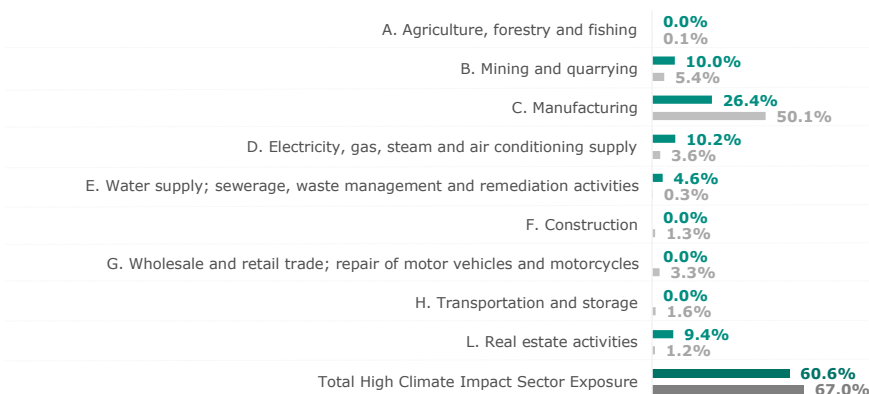 A. Agriculture, forestry and fishing
0.0%
0.1%
B. Mining and quarrying
10.0%
5.4%
C. Manufacturing
26.4%
50.1%
D. Electricity, gas, steam and air conditioning supply
10.2%
3.6%
E. Water supply; sewerage, waste management and remediation activities
4.6%
0.3%
F. Construction
0.0%
1.3%
G. Wholesale and retail trade; repair of motor vehicles and motorcycles
0.0%
3.3%
H. Transportation and storage
0.0%
1.6%
L. Real estate activities
9.4%
1.2%
Total High Climate Impact Sector Exposure
60.6%
67.0%